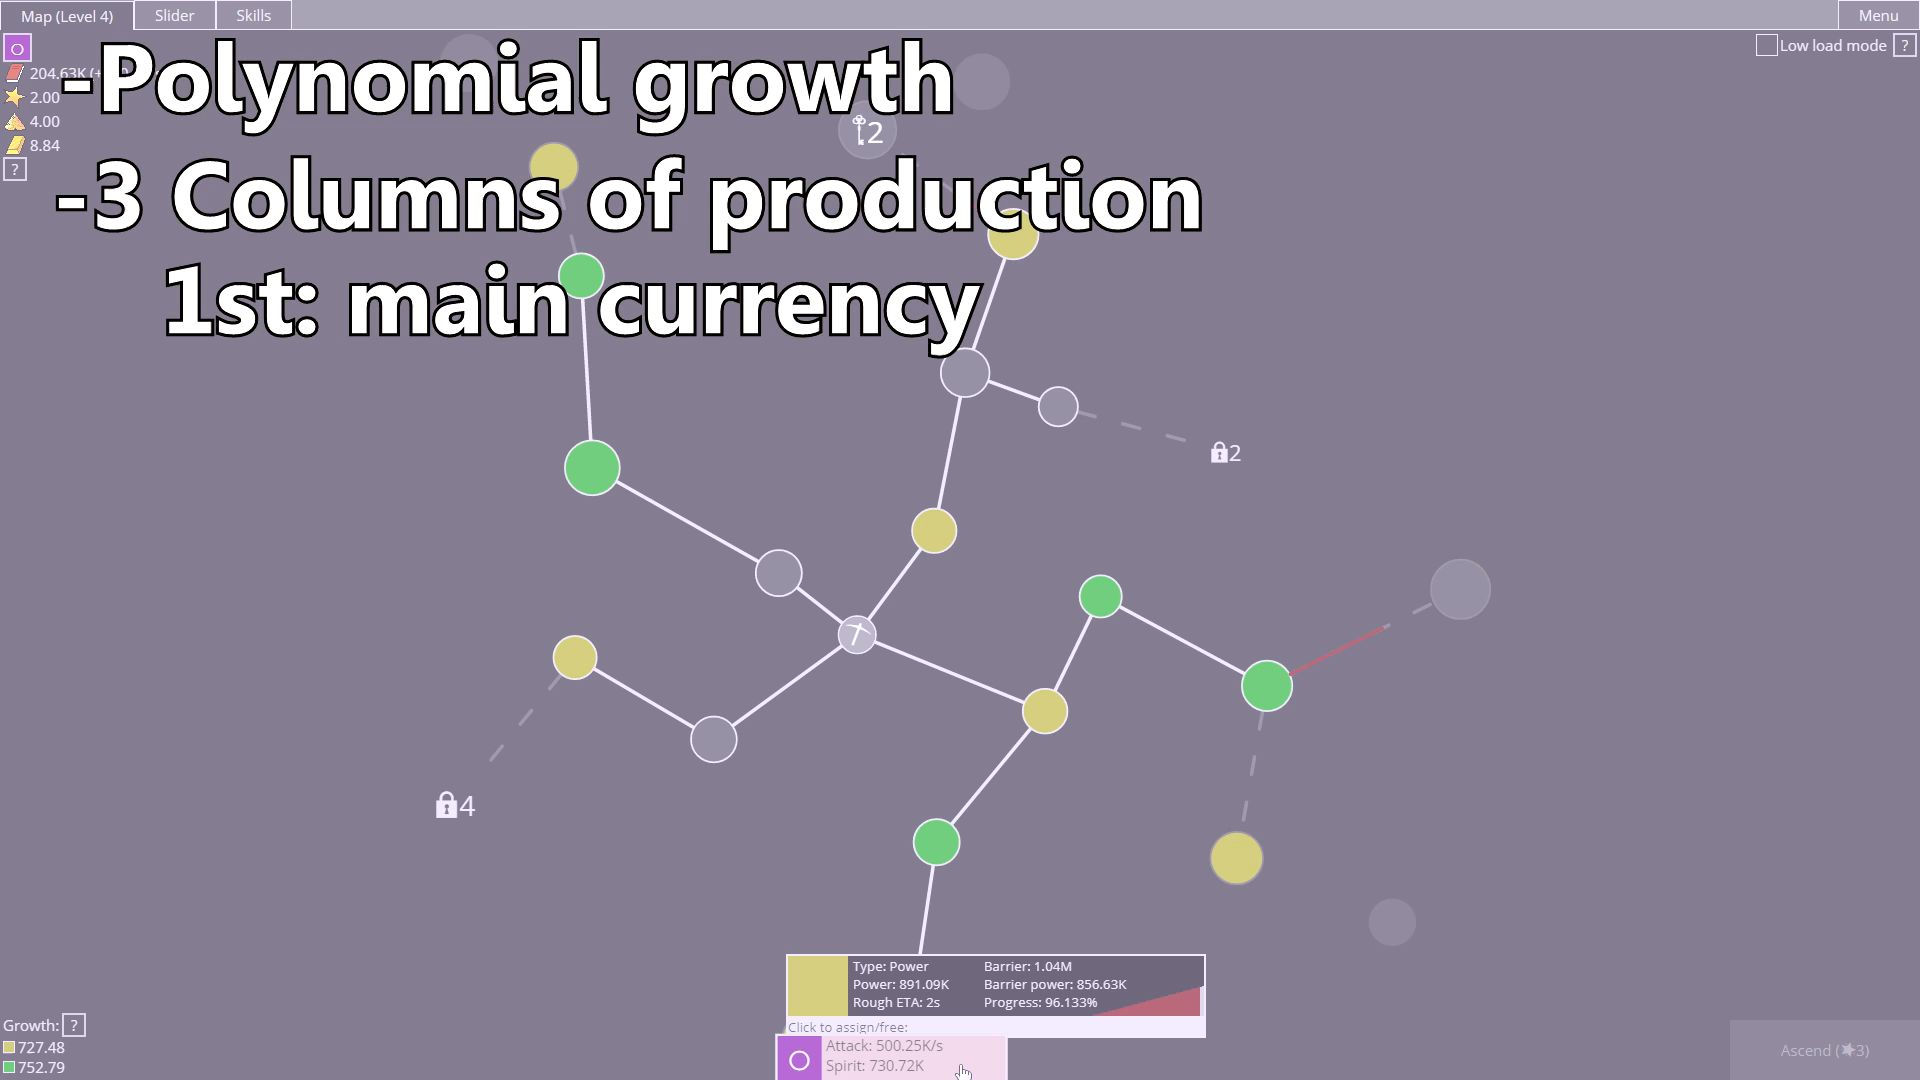 Map (Level 4) Slider Skills Menu
Low load mode ?
204.63K
2.00
4.00
8.84
?
-Polynomial growth
-3 Columns of production
1st: main currency
2
2
4
Type: Power Barrier: 1.04M
Power: 891.09K Barrier power: 856.63K
Rough ETA: 2s Progress: 96.133%
Click to assign/free:
Attack: 500.25K/s
Spirit: 730.72K
Growth: ?
727.48
752.79
Ascend (★3)